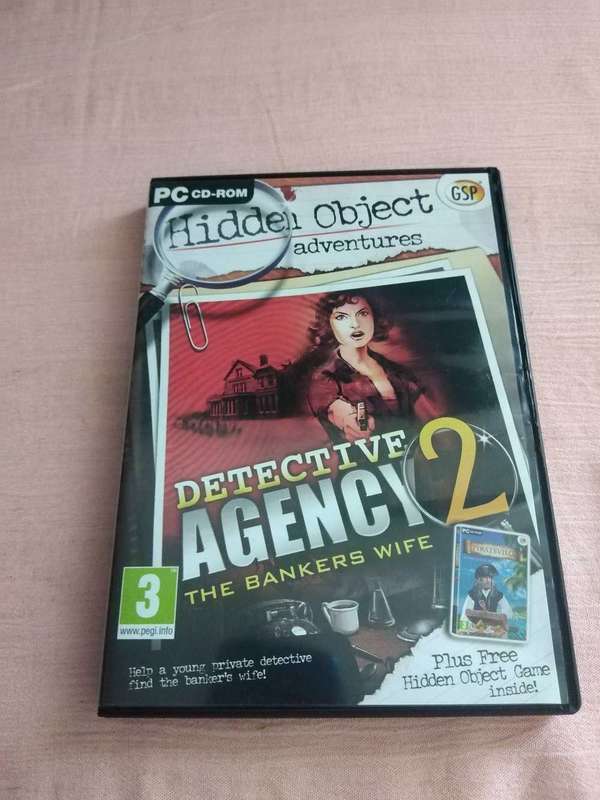 PC CD-ROM
GSP
Hidden Object
adventures
DETECTIVE
AGENCY 2
THE BANKERS WIFE
3
www.pegi.info
Help a young private detective
find the banker's wife!
PIRATEVILLE
Plus Free
Hidden Object Game
inside!